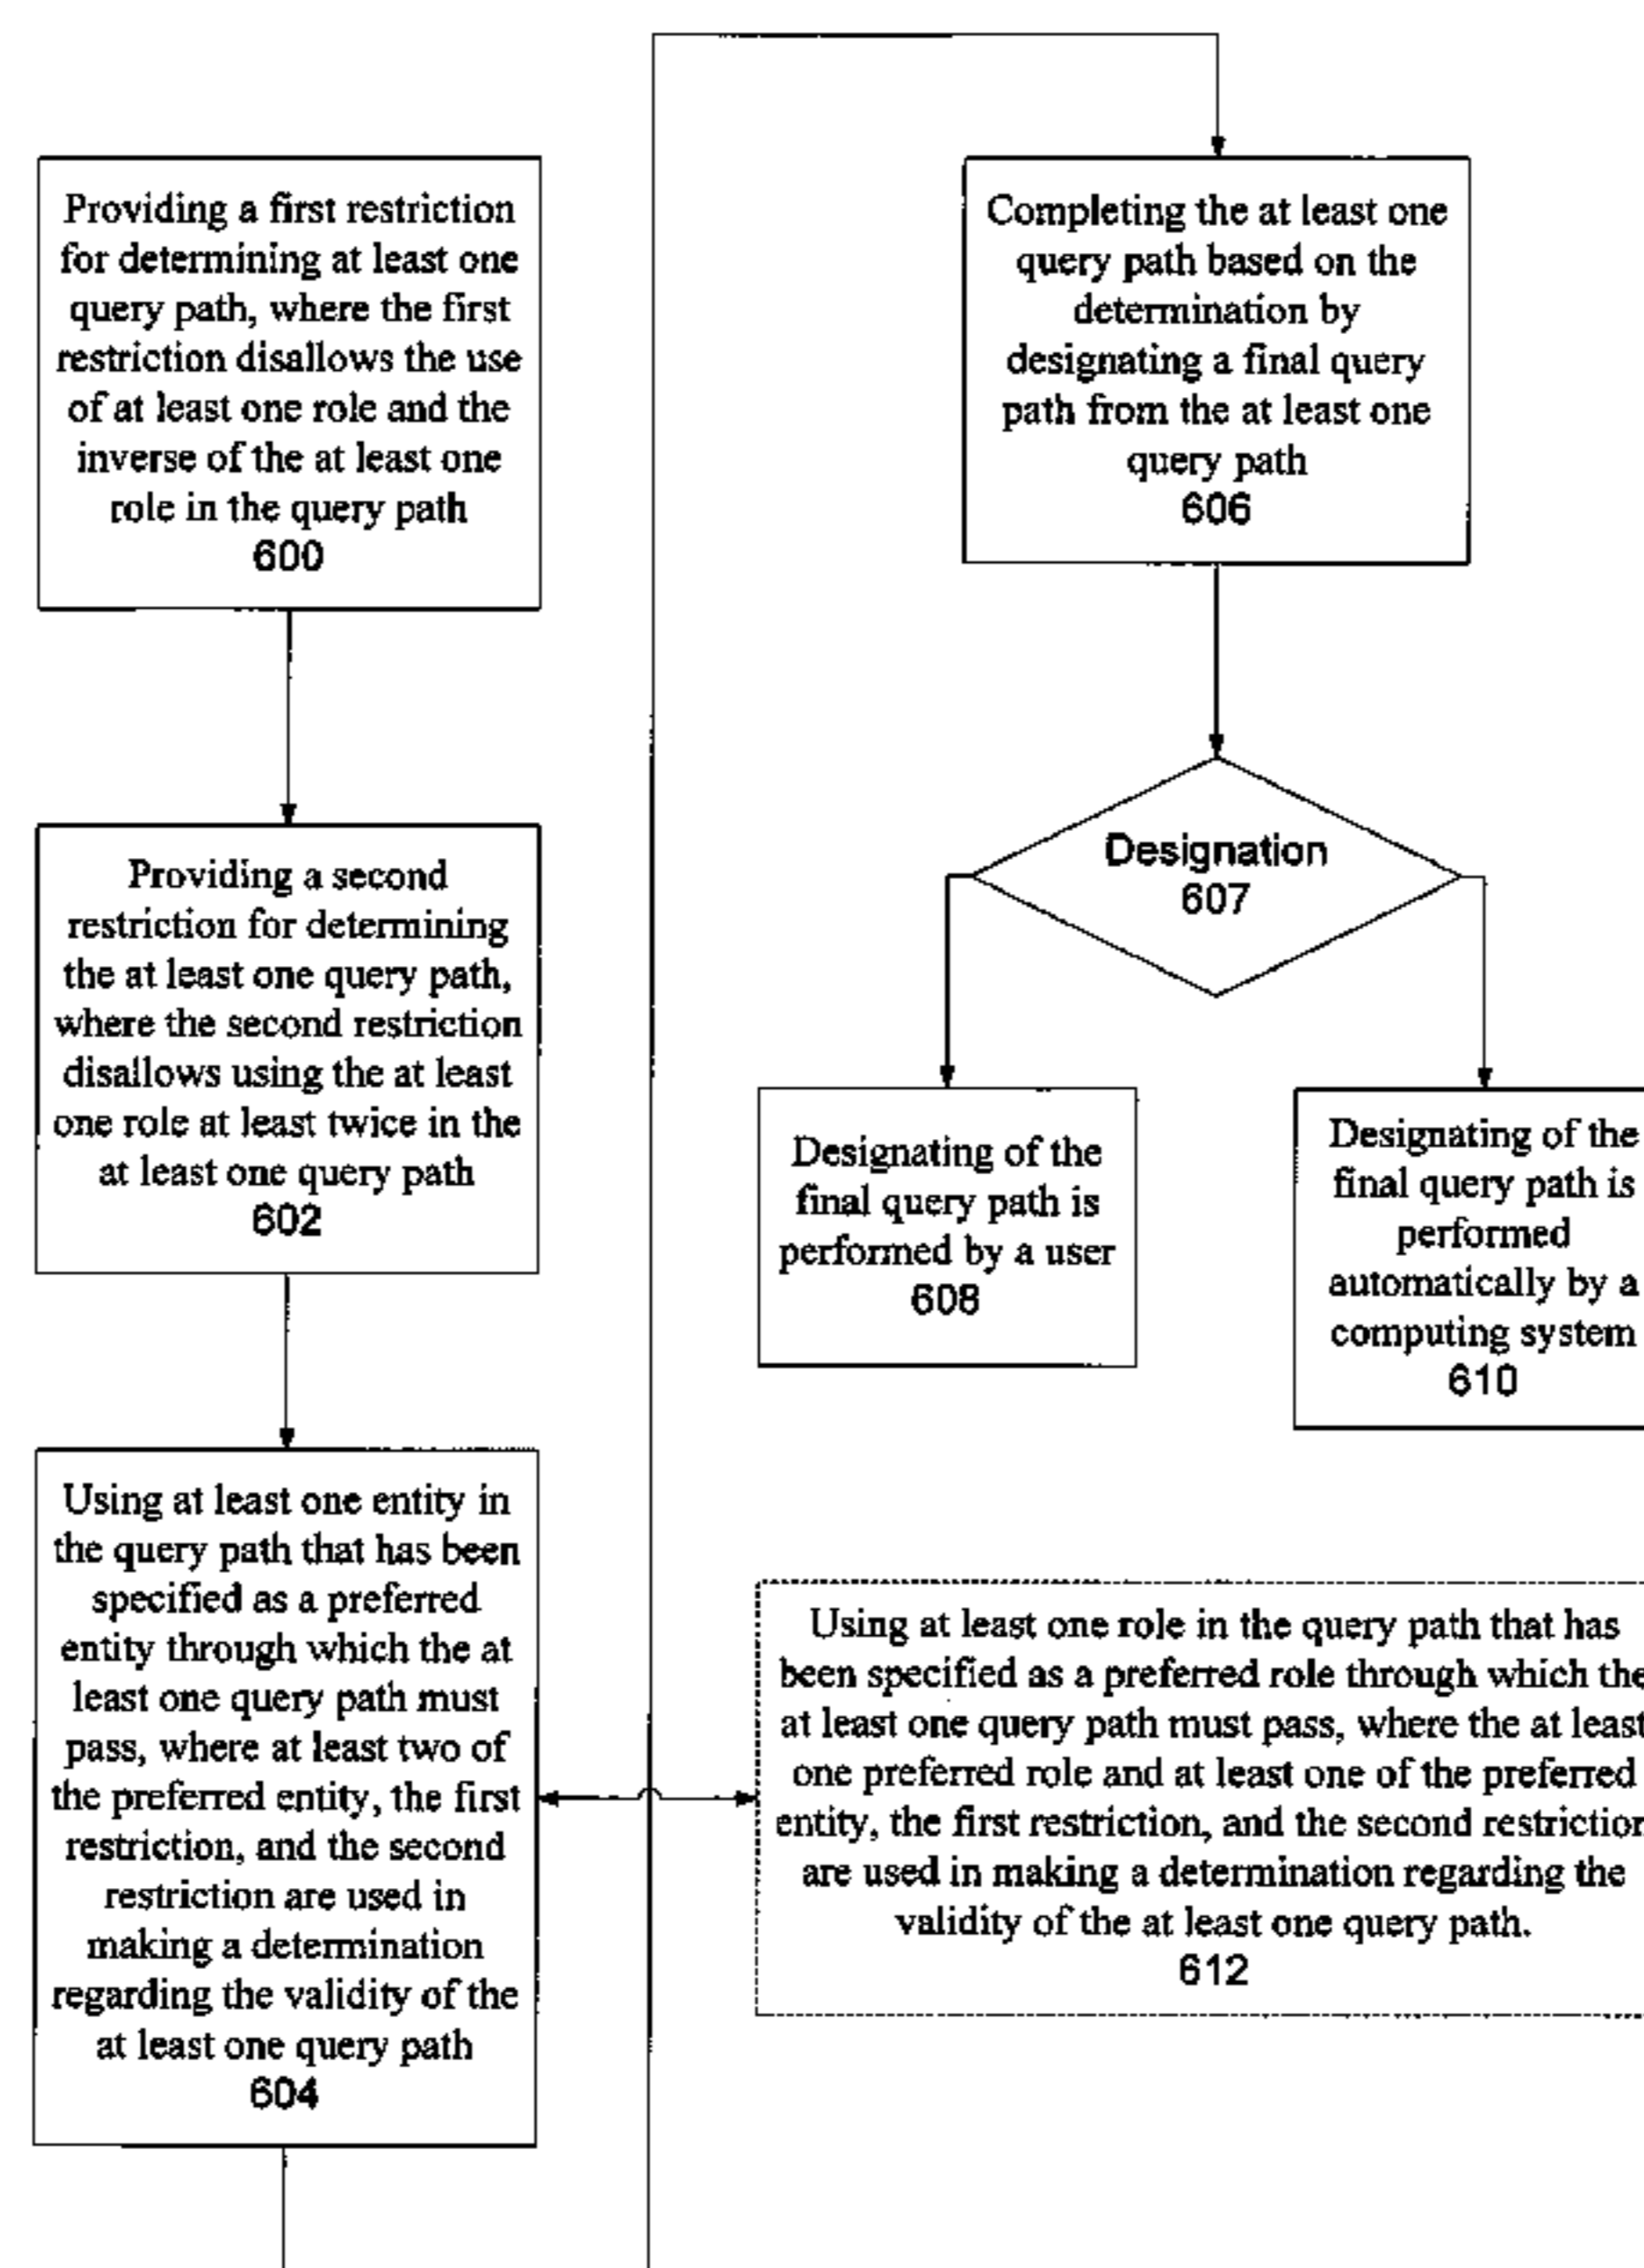 Providing a first restriction
for determining at least one
query path, where the first
restriction disallows the use
of at least one role and the
inverse of the at least one
role in the query path
600
Providing a second
restriction for determining
the at least one query path,
where the second restriction
disallows using the at least
one role at least twice in the
at least one query path
602
Using at least one entity in
the query path that has been
specified as a preferred
entity through which the at
least one query path must
pass, where at least two of
the preferred entity, the first
restriction, and the second
restriction are used in
making a determination
regarding the validity of the
at least one query path
604
Completing the at least one
query path based on the
determination by
designating a final query
path from the at least one
query path
606
Designation
607
Designating of the
final query path is
performed by a user
608
Designating of the
final query path is
performed
automatically by a
computing system
610
Using at least one role in the query path that has
been specified as a preferred role through which the
at least one query path must pass, where the at least
one preferred role and at least one of the preferred
entity, the first restriction, and the second restriction
are used in making a determination regarding the
validity of the at least one query path.
612